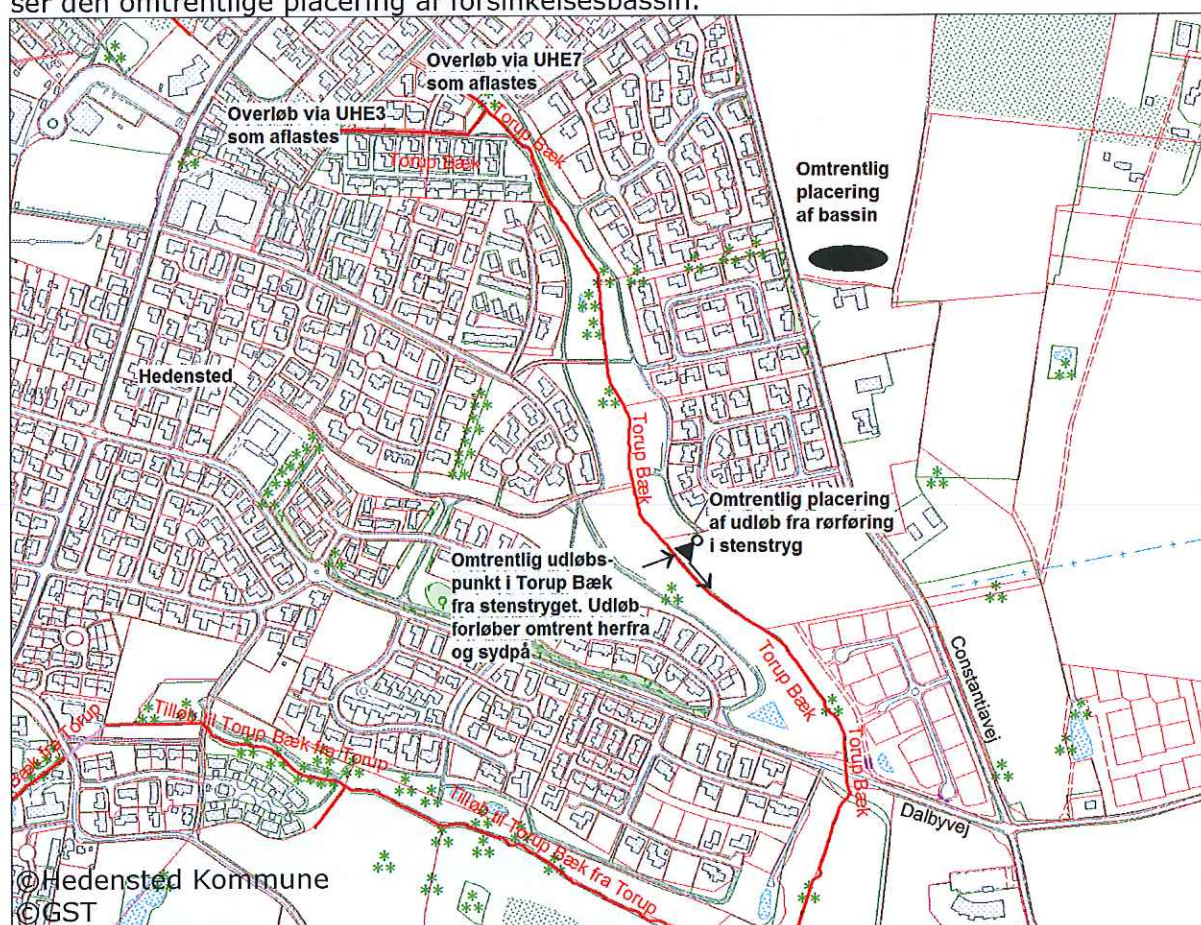 ser den omtrentlige placering af forsinkelsesbassin.
Overløb via UHE7
som aflastes
Overløb via UHE3
som aflastes
Torup Bæk
Torup Bæk
Omtrentlig
placering
af bassin
Hedensted
Torup Bæk
Omtrentlig placering
af udløb fra rørføring
i stenstryg
Omtrentlig udløbs-
punkt i Torup Bæk
fra stenstryget. Udløb
forløber omtrent herfra
og sydpå
Torup Bæk
Constantiavej
Torup Bæk
Dalbyvej
Bæk fra Torup
Tilløb til Torup Bæk fra Torup
Tilløb til Torup Bæk fra Torup
©Hedensted Kommune
©GST